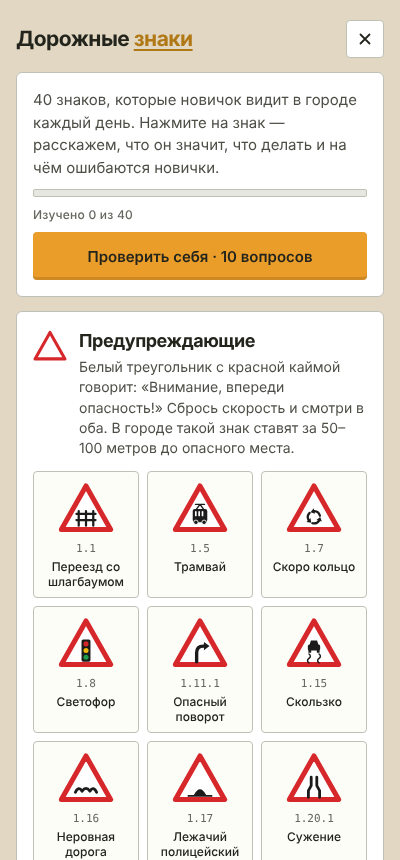 Дорожные знаки
✕
40 знаков, которые новичок видит в городе
каждый день. Нажмите на знак —
расскажем, что он значит, что делать и на
чём ошибаются новички.
Изучено 0 из 40
Проверить себя · 10 вопросов
Предупреждающие
Белый треугольник с красной каймой
говорит: «Внимание, впереди
опасность!» Сбрось скорость и смотри в
оба. В городе такой знак ставят за 50–
100 метров до опасного места.
1.1
Переезд со
шлагбаумом
1.5
Трамвай
1.7
Скоро кольцо
1.8
Светофор
1.11.1
Опасный
поворот
1.15
Скользко
1.16
Неровная
дорога
1.17
Лежачий
полицейский
1.20.1
Сужение